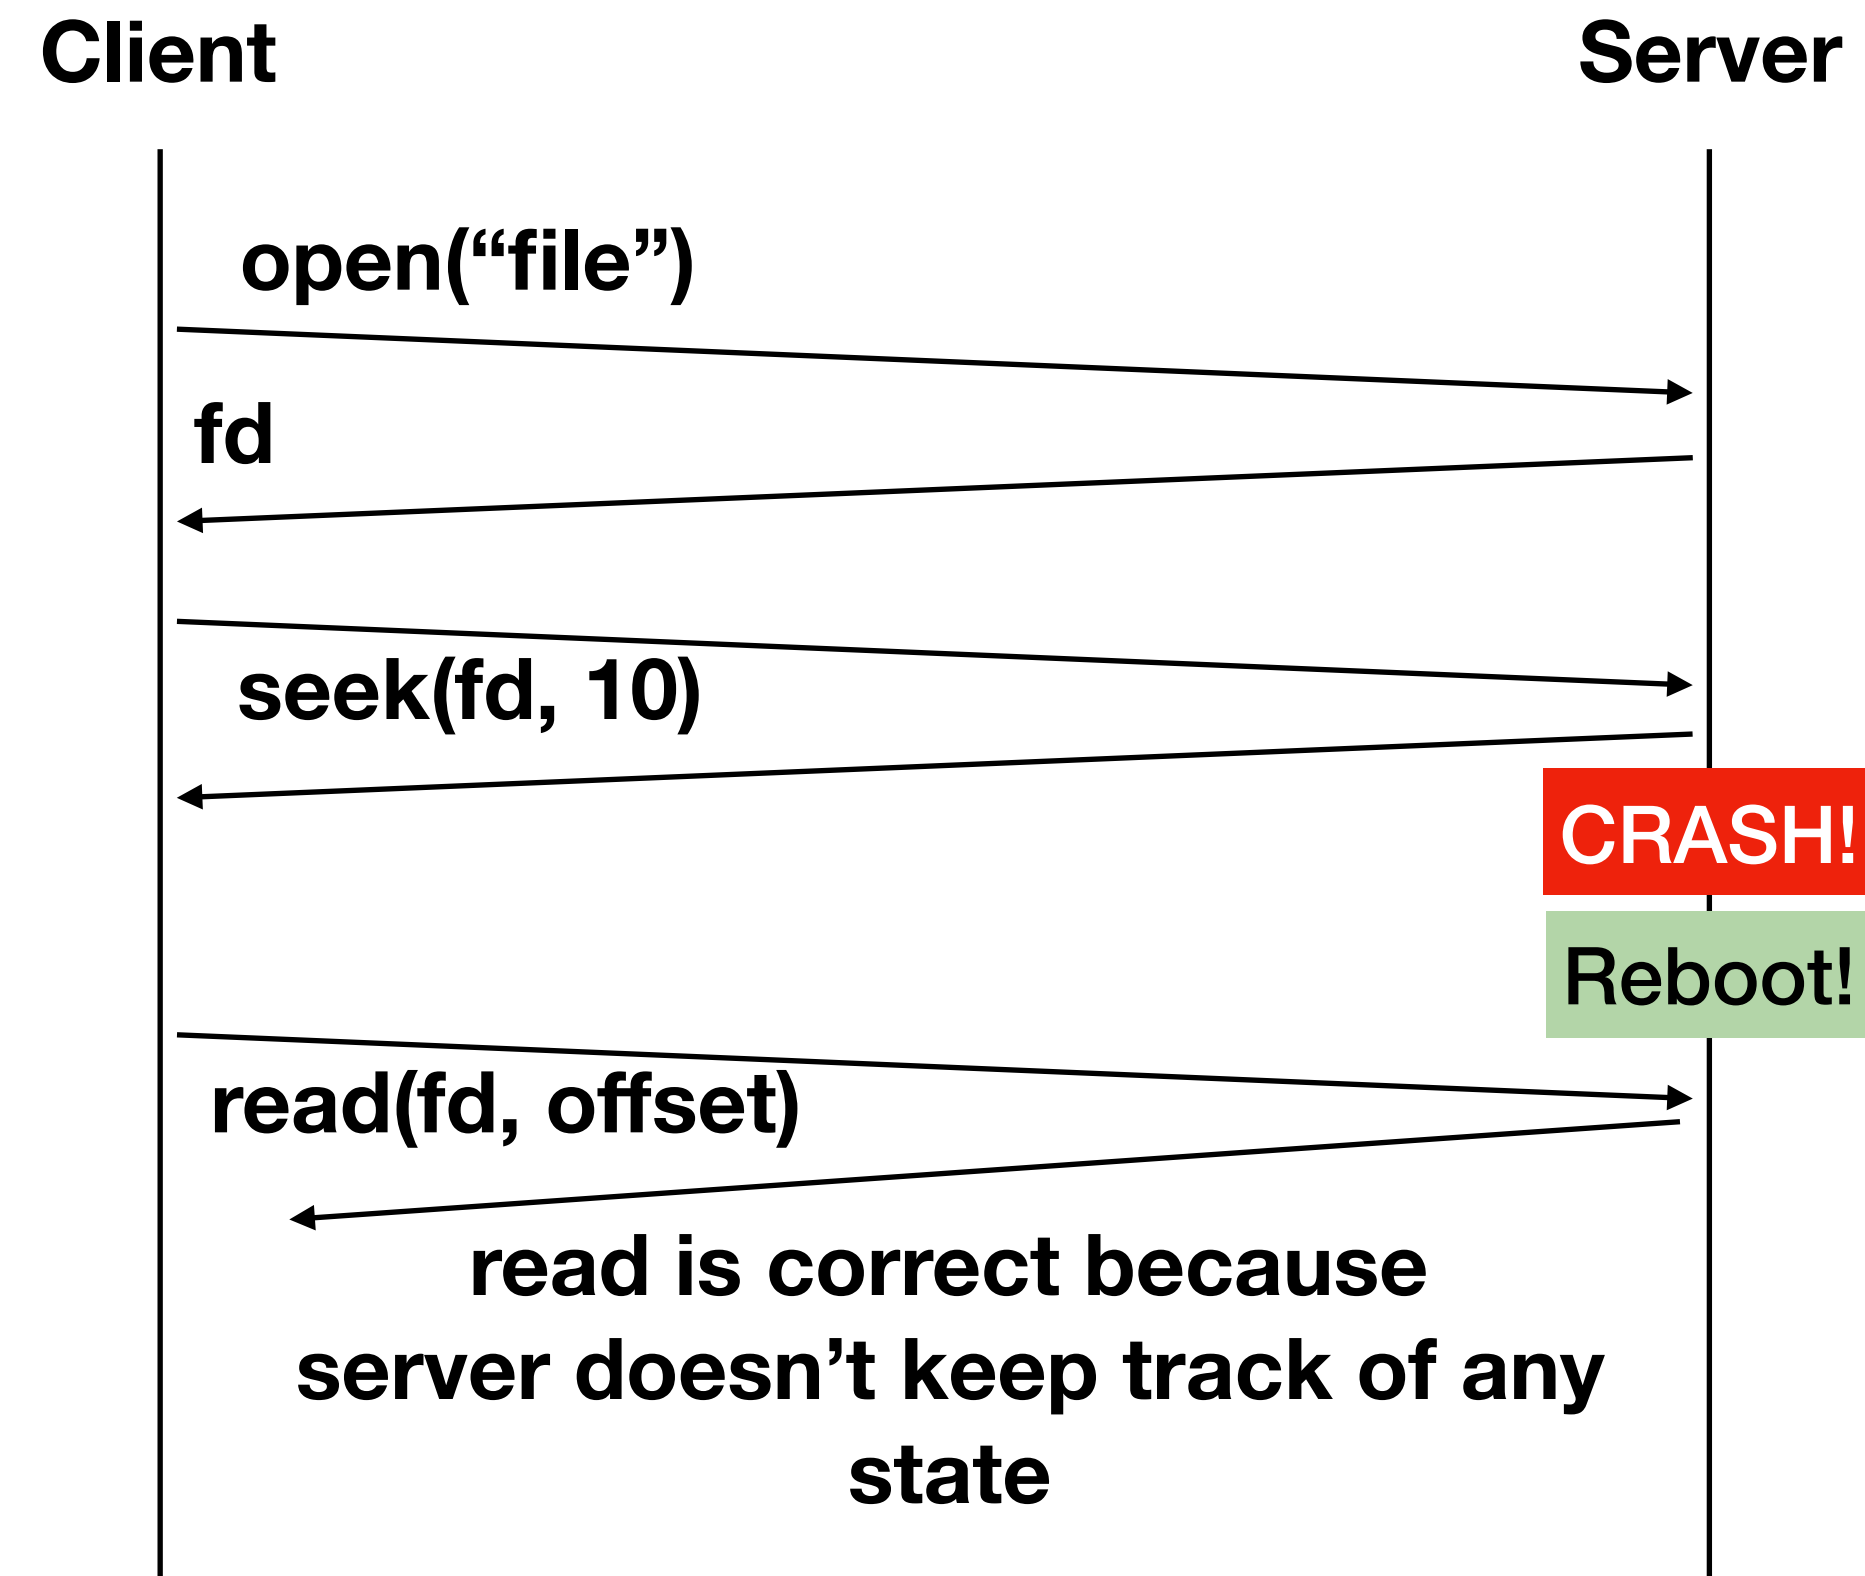 Client
Server
open(“file”)
fd
seek(fd, 10)
CRASH!
Reboot!
read(fd, offset)
read is correct because
server doesn’t keep track of any
state